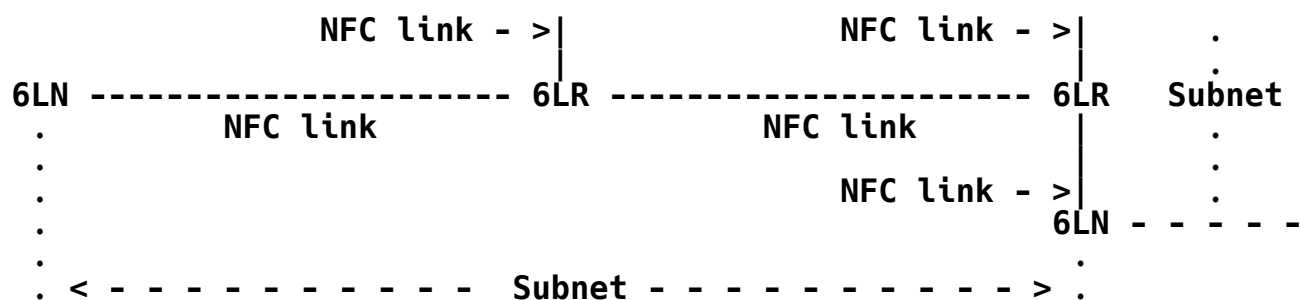 NFC link - >|              NFC link - >|      .
                            |                          |      .
6LN ---------------------- 6LR ---------------------- 6LR   Subnet
 .         NFC link                    NFC link        |      .
 .                                                     |      .
 .                                         NFC link - >|      .
 .                                                    6LN - - - - -
 .                                                     .
 . < - - - - - - - - - -  Subnet - - - - - - - - - - > .